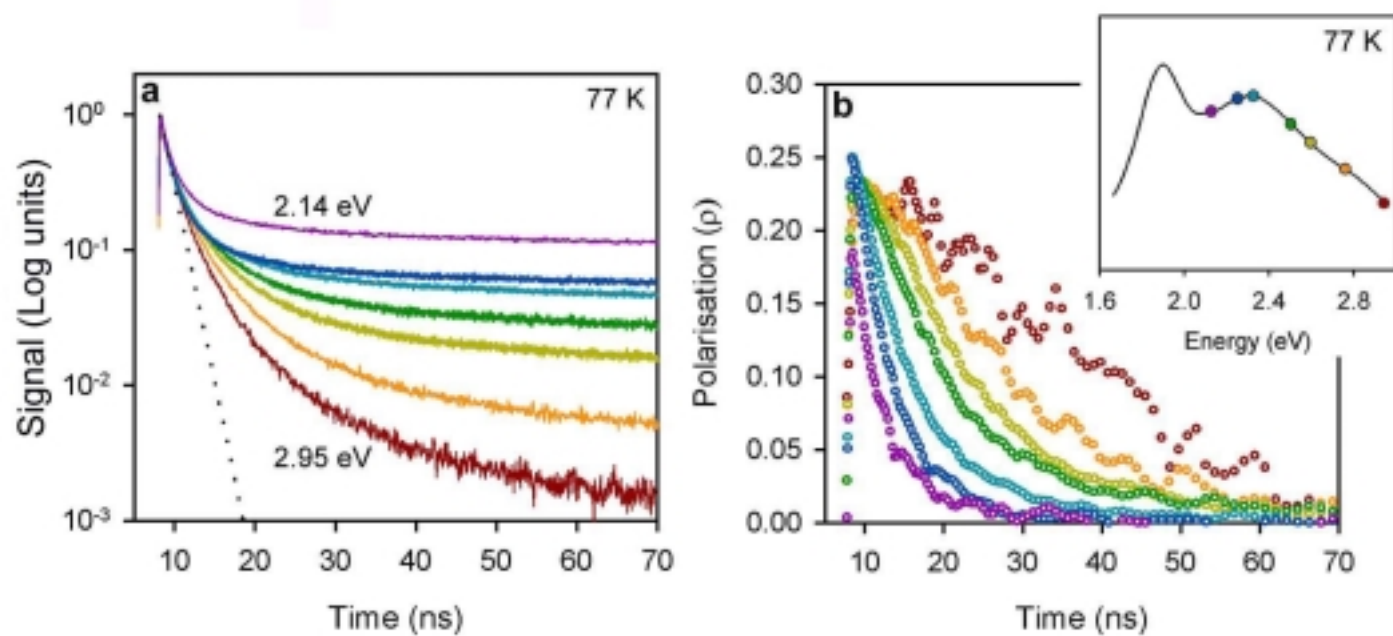 a
77 K
10⁰
10⁻¹
10⁻²
10⁻³
Signal (Log units)
2.14 eV
2.95 eV
10 20 30 40 50 60 70
Time (ns)
b
0.30
0.25
0.20
0.15
0.10
0.05
0.00
Polarisation (ρ)
10 20 30 40 50 60 70
Time (ns)
77 K
1.6 2.0 2.4 2.8
Energy (eV)